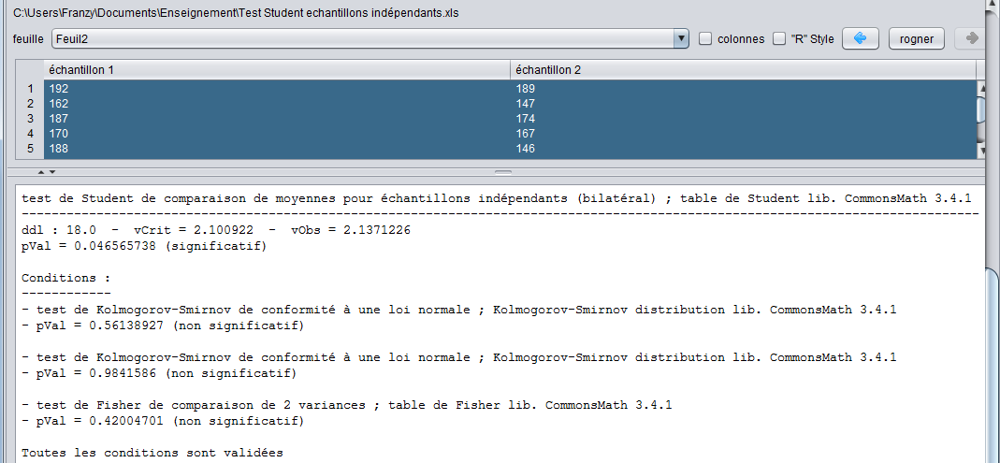 C:\Users\Franzy\Documents\Enseignement\Test Student echantillons indépendants.xls
feuille Feuil2 colonnes "R" Style rogner
échantillon 1 échantillon 2
1 192 189
2 162 147
3 187 174
4 170 167
5 188 146
test de Student de comparaison de moyennes pour échantillons indépendants (bilatéral) ; table de Student lib. CommonsMath 3.4.1
ddl : 18.0 - vCrit = 2.100922 - vObs = 2.1371226
pVal = 0.046565738 (significatif)
Conditions :
------------
- test de Kolmogorov-Smirnov de conformité à une loi normale ; Kolmogorov-Smirnov distribution lib. CommonsMath 3.4.1
- pVal = 0.56138927 (non significatif)
- test de Kolmogorov-Smirnov de conformité à une loi normale ; Kolmogorov-Smirnov distribution lib. CommonsMath 3.4.1
- pVal = 0.9841586 (non significatif)
- test de Fisher de comparaison de 2 variances ; table de Fisher lib. CommonsMath 3.4.1
- pVal = 0.42004701 (non significatif)
Toutes les conditions sont validées